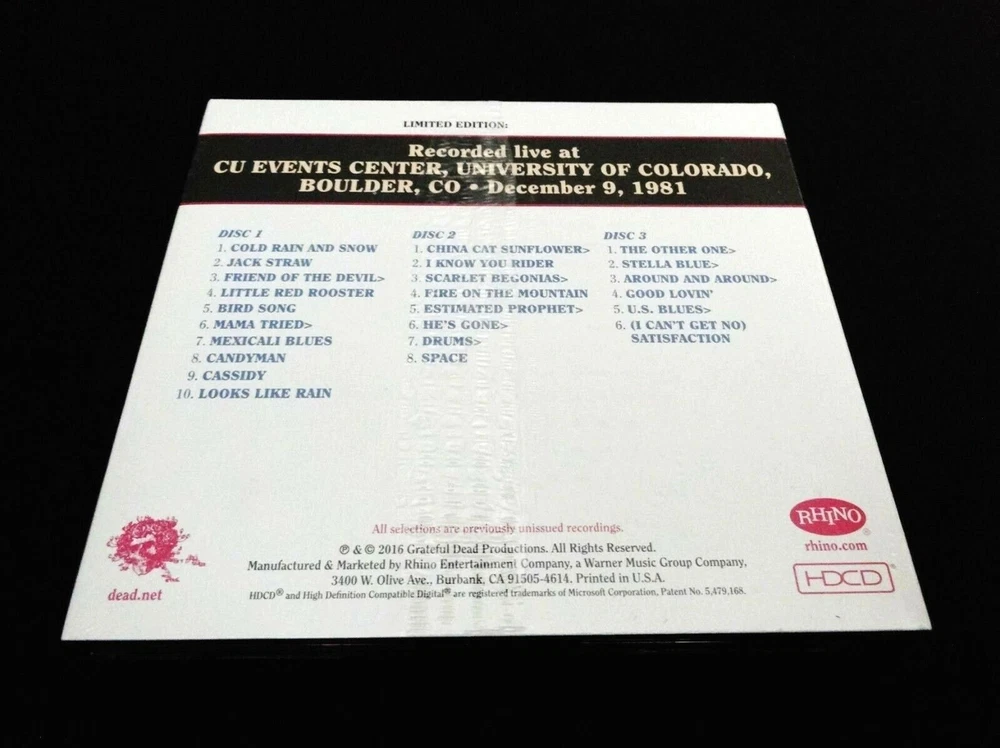 LIMITED EDITION:
Recorded live at
CU EVENTS CENTER, UNIVERSITY OF COLORADO,
BOULDER, CO • December 9, 1981
DISC 1
1. COLD RAIN AND SNOW
2. JACK STRAW
3. FRIEND OF THE DEVIL>
4. LITTLE RED ROOSTER
5. BIRD SONG
6. MAMA TRIED>
7. MEXICALI BLUES
8. CANDYMAN
9. CASSIDY
10. LOOKS LIKE RAIN
DISC 2
1. CHINA CAT SUNFLOWER>
2. I KNOW YOU RIDER
3. SCARLET BEGONIAS>
4. FIRE ON THE MOUNTAIN
5. ESTIMATED PROPHET>
6. HE'S GONE>
7. DRUMS>
8. SPACE
DISC 3
1. THE OTHER ONE>
2. STELLA BLUE>
3. AROUND AND AROUND>
4. GOOD LOVIN'
5. U.S. BLUES>
6. (I CAN'T GET NO)
SATISFACTION
All selections are previously unissued recordings.
℗ & © 2016 Grateful Dead Productions. All Rights Reserved.
Manufactured & Marketed by Rhino Entertainment Company, a Warner Music Group Company,
3400 W. Olive Ave., Burbank, CA 91505-4614. Printed in U.S.A.
HDCD® and High Definition Compatible Digital® are registered trademarks of Microsoft Corporation, Patent No. 5,479,168.
dead.net
RHINO
rhino.com
HDCD®